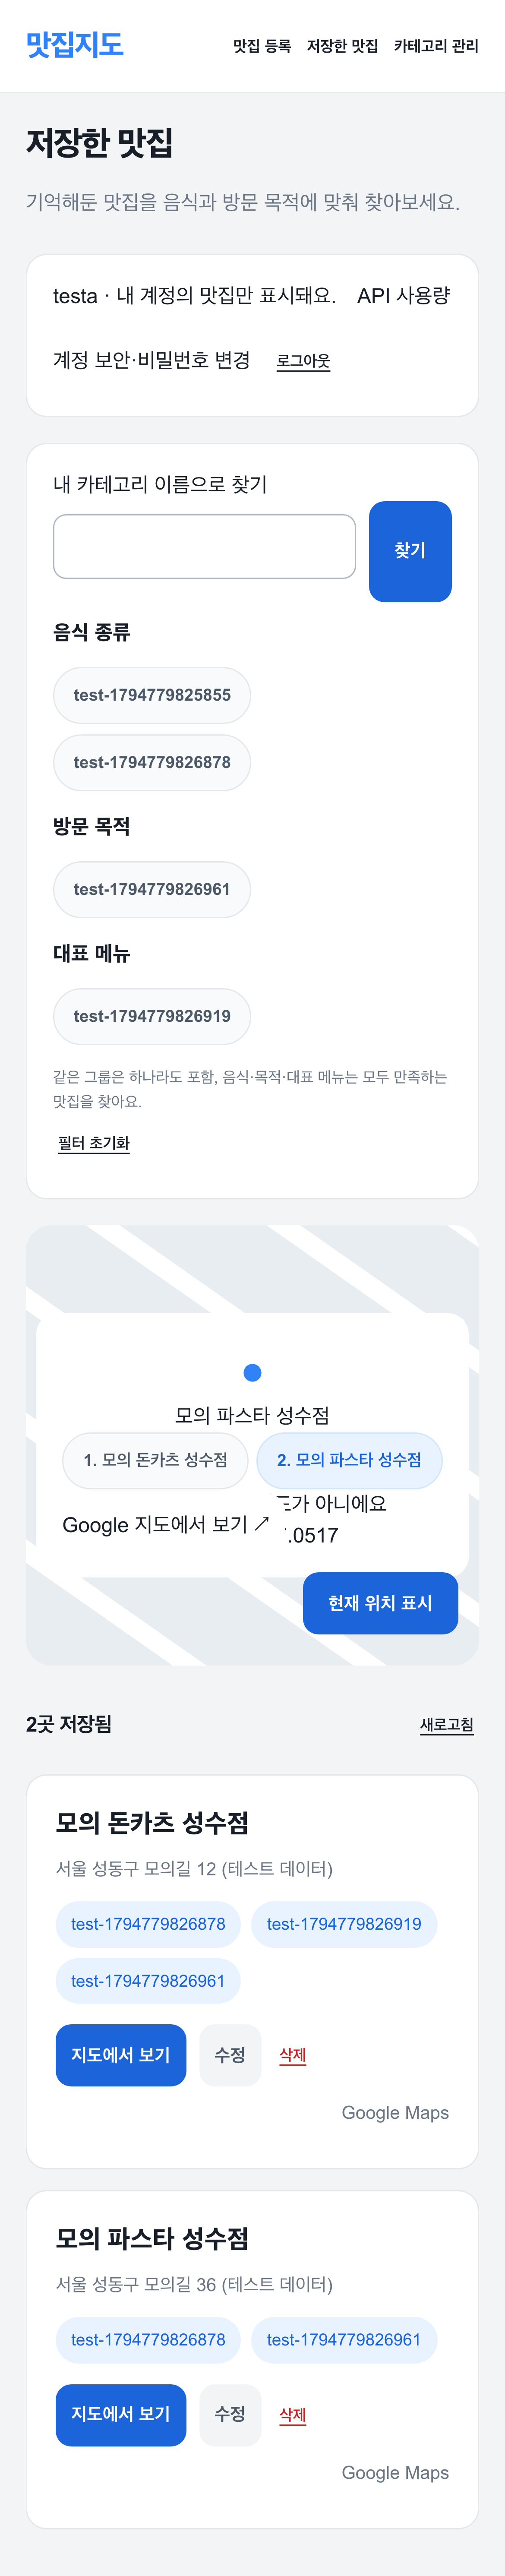 맛집지도
맛집 등록 저장한 맛집 카테고리 관리
저장한 맛집
기억해둔 맛집을 음식과 방문 목적에 맞춰 찾아보세요.
testa · 내 계정의 맛집만 표시돼요. API 사용량
계정 보안·비밀번호 변경 로그아웃
내 카테고리 이름으로 찾기
찾기
음식 종류
test-1794779825855
test-1794779826878
방문 목적
test-1794779826961
대표 메뉴
test-1794779826919
같은 그룹은 하나라도 포함, 음식·목적·대표 메뉴는 모두 만족하는
맛집을 찾아요.
필터 초기화
모의 파스타 성수점
1. 모의 돈카츠 성수점 2. 모의 파스타 성수점
아니에요
Google 지도에서 보기 ↗ .0517
현재 위치 표시
2곳 저장됨 새로고침
모의 돈카츠 성수점
서울 성동구 모의길 12 (테스트 데이터)
test-1794779826878 test-1794779826919
test-1794779826961
지도에서 보기 수정 삭제
Google Maps
모의 파스타 성수점
서울 성동구 모의길 36 (테스트 데이터)
test-1794779826878 test-1794779826961
지도에서 보기 수정 삭제
Google Maps